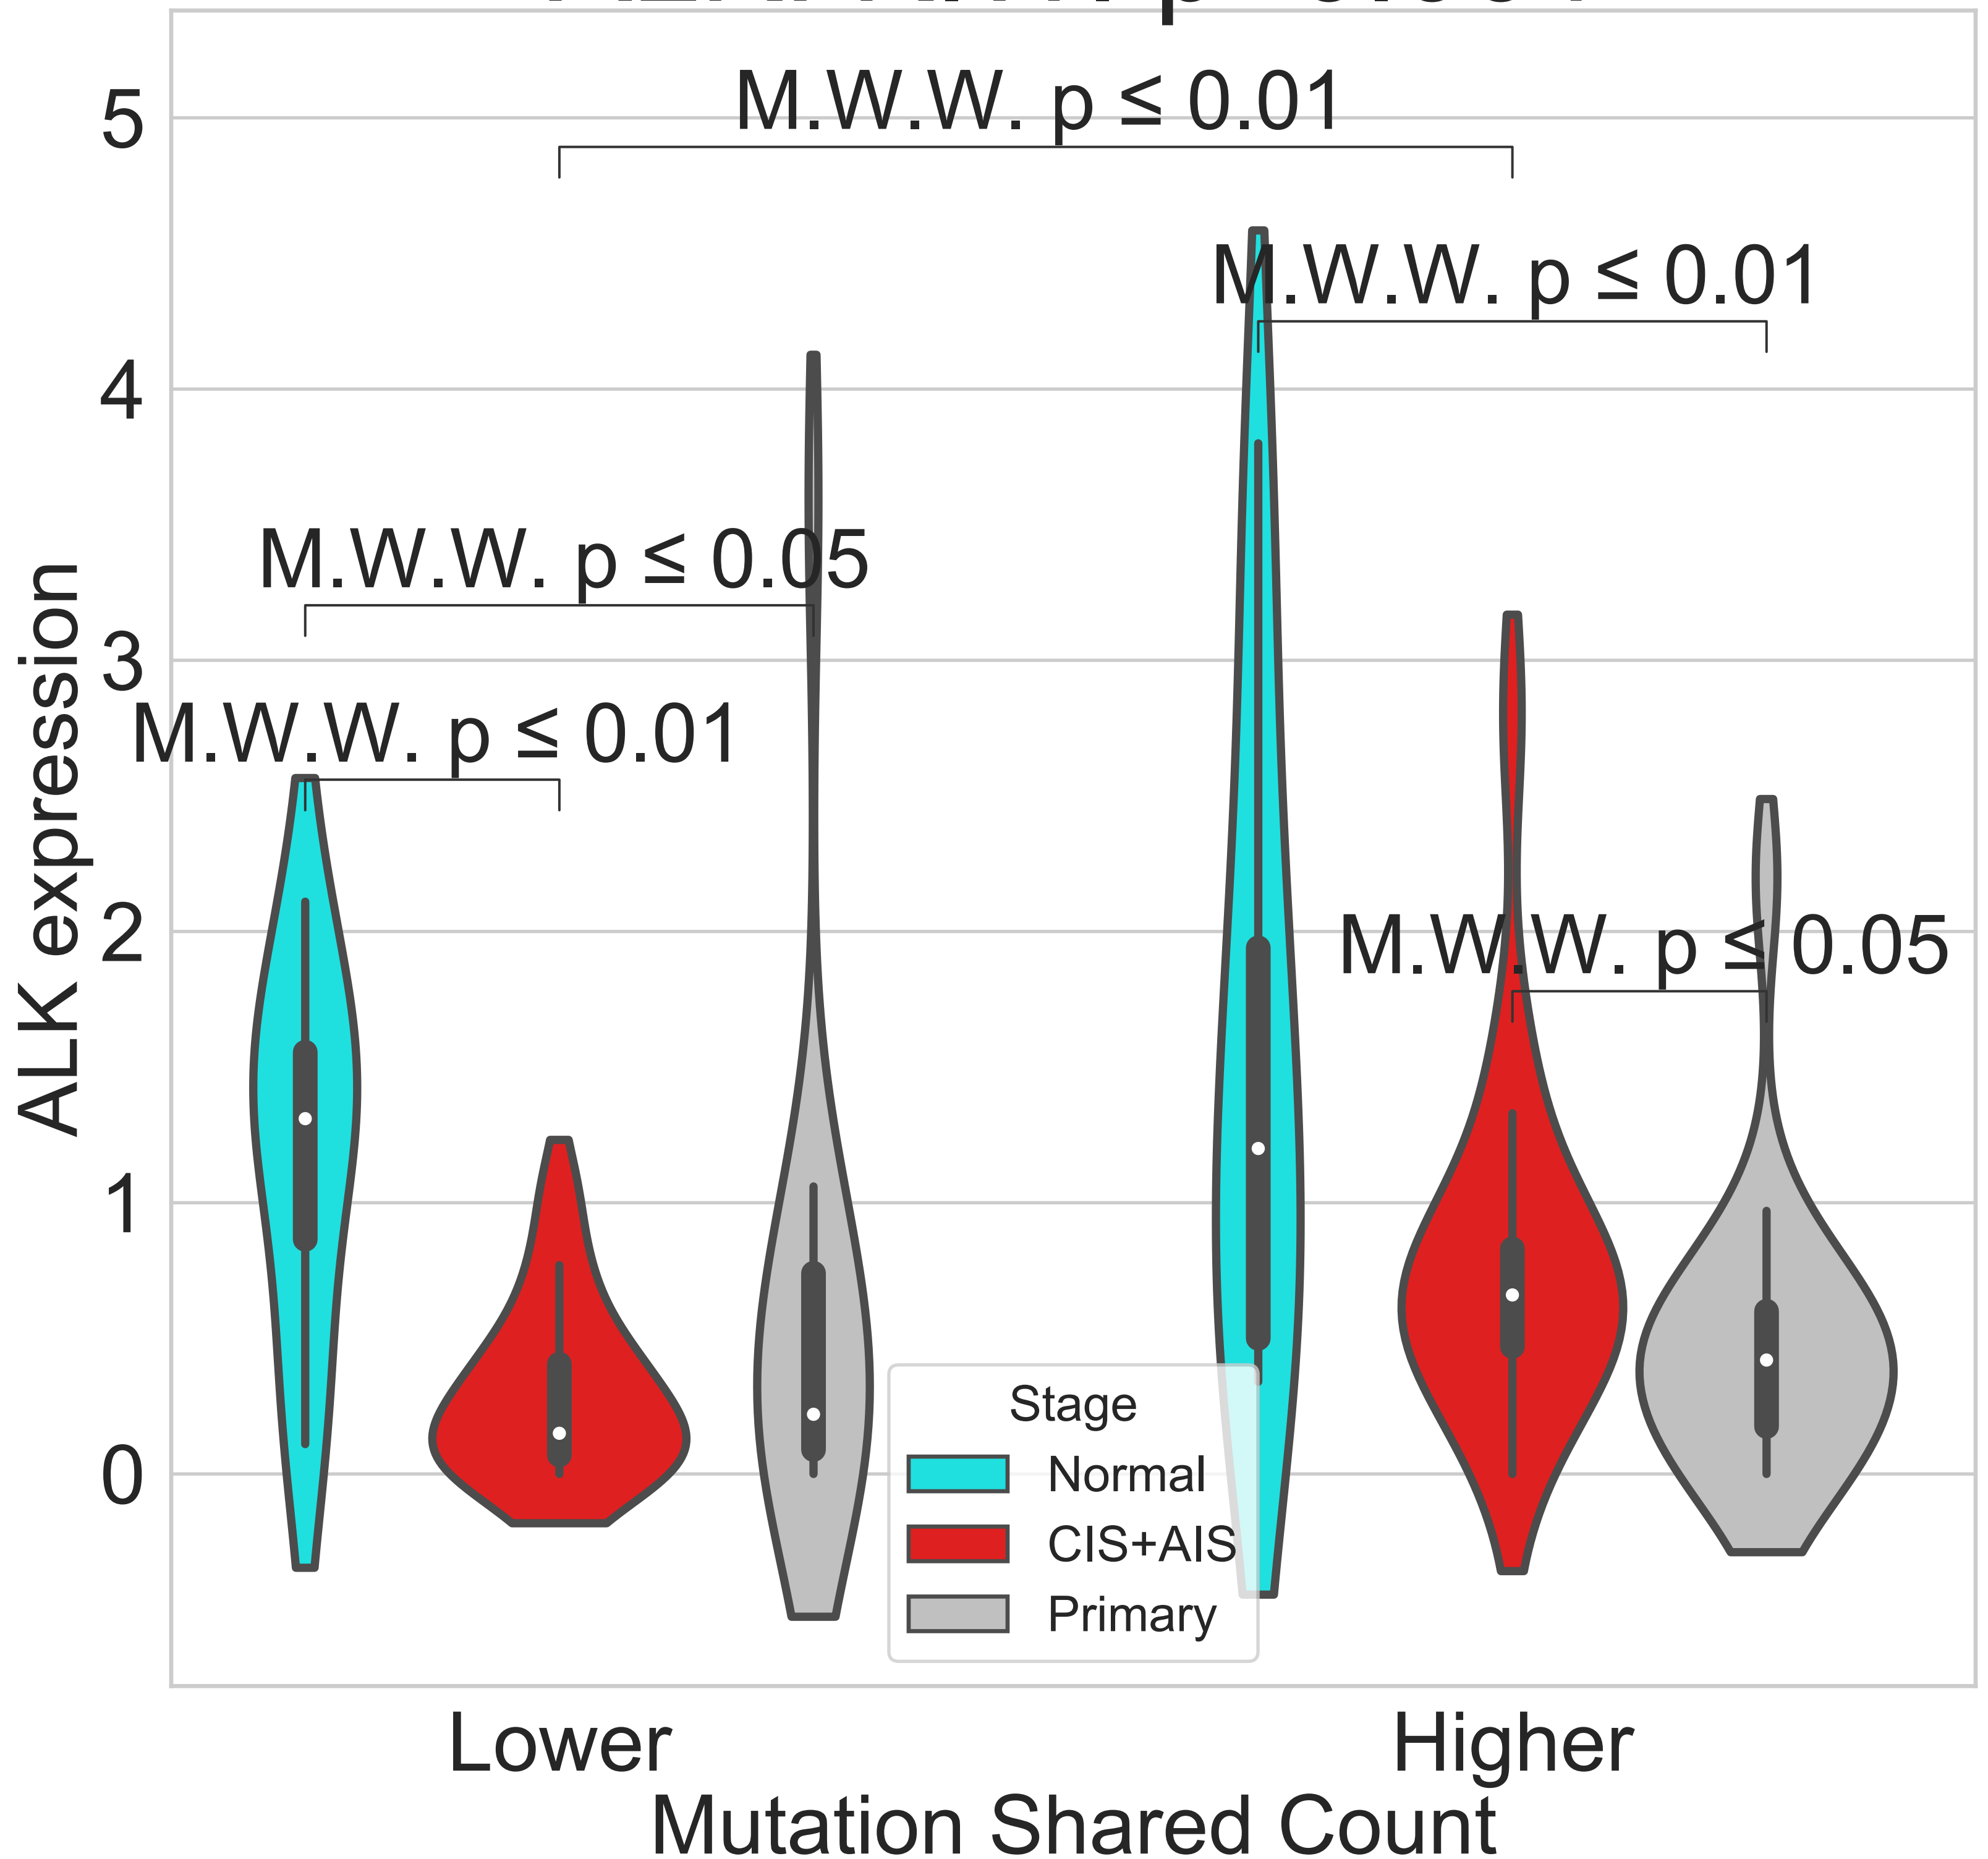 M.W.W. p ≤ 0.01
M.W.W. p ≤ 0.01
M.W.W. p ≤ 0.05
M.W.W. p ≤ 0.01
M.W.W. p ≤ 0.05
5
4
3
2
1
0
ALK expression
Stage
Normal
CIS+AIS
Primary
Lower
Higher
Mutation Shared Count